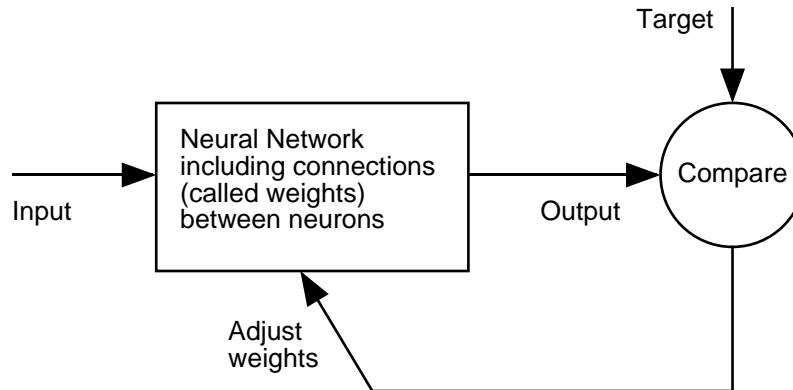 Target
Neural Network
including connections
(called weights)
between neurons
Compare
Input
Output
Adjust
weights